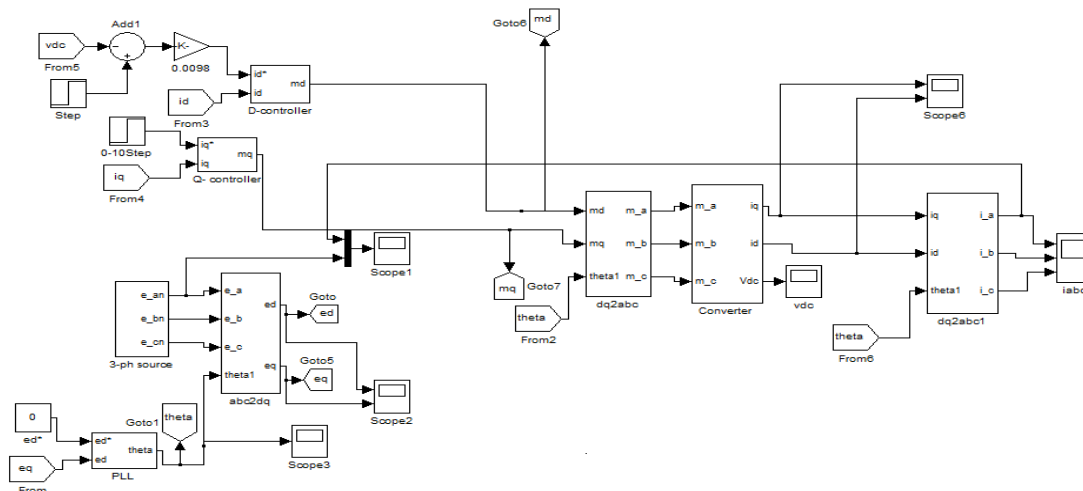 Add1
vdc
From5
-K-
0.0098
Step
id*
id
md
D-controller
id
From3
0-10Step
iq*
iq
mq
Q- controller
iq
From4
Goto6
md
Scope6
Scope1
md
mq
theta1
m_a
m_b
m_c
dq2abc
m_a
m_b
m_c
iq
id
Vdc
Converter
vdc
iq
id
theta1
i_a
i_b
i_c
dq2abc1
iabc
mq
Goto7
theta
From2
theta
From6
e_an
e_bn
e_cn
3-ph source
e_a
e_b
e_c
theta1
ed
eq
abc2dq
Goto
ed
Goto5
eq
Scope2
0
ed*
eq
From
ed*
ed
theta
PLL
Goto1
theta
Scope3